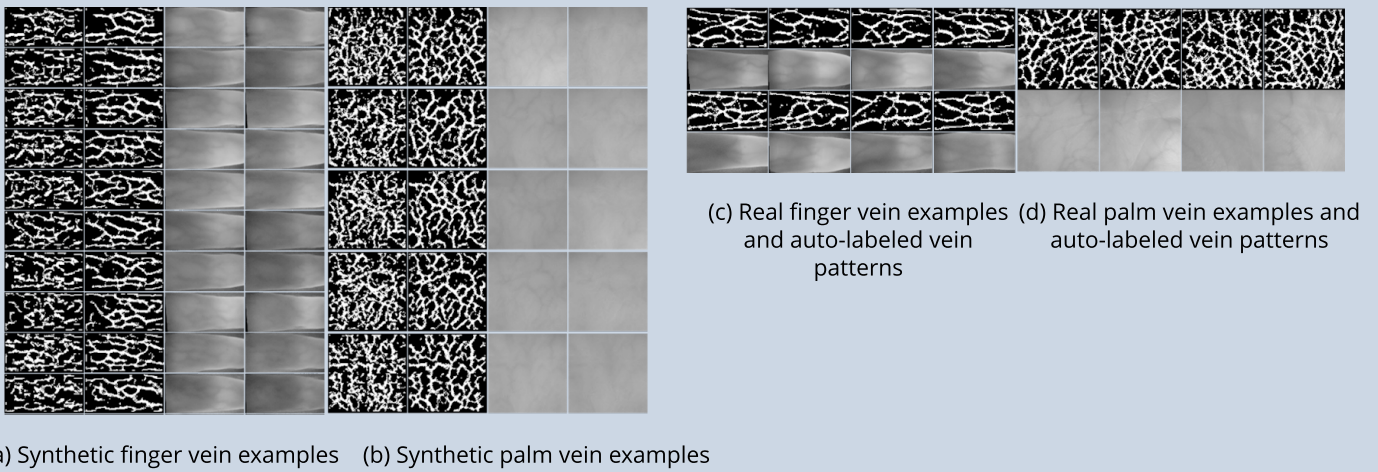 (c) Real finger vein examples
and auto-labeled vein
patterns
(d) Real palm vein examples and
auto-labeled vein patterns
a) Synthetic finger vein examples
(b) Synthetic palm vein examples